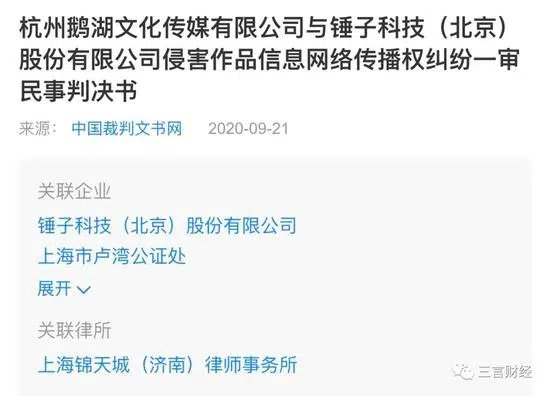 杭州鹅湖文化传媒有限公司与锤子科技（北京）
股份有限公司侵害作品信息网络传播权纠纷一审
民事判决书
来源： 中国裁判文书网 2020-09-21
关联企业
锤子科技（北京）股份有限公司
上海市卢湾公证处
展开
关联律所
上海锦天城（济南）律师事务所
三言财经